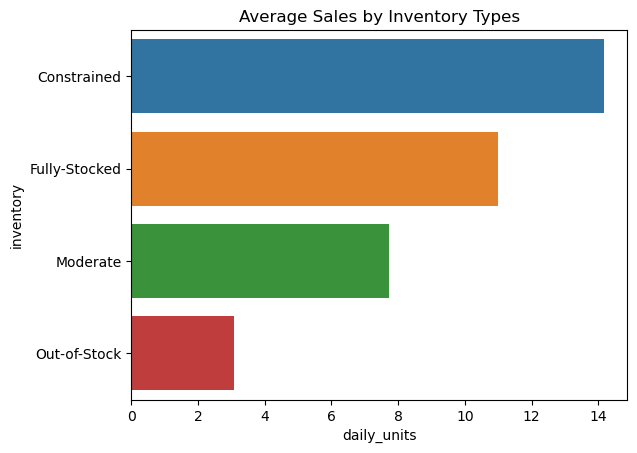 Average Sales by Inventory Types
Constrained
Fully-Stocked
Moderate
Out-of-Stock
inventory
0 2 4 6 8 10 12 14
daily_units